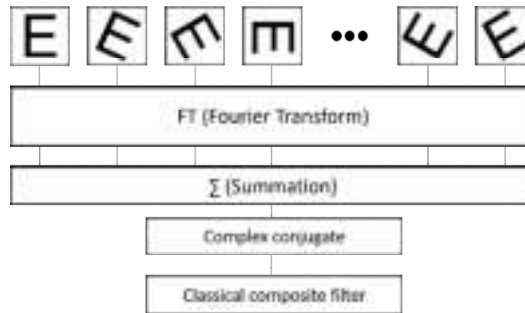 E E E E ••• E E
FT (Fourier Transform)
∑ (Summation)
Complex conjugate
Classical composite filter